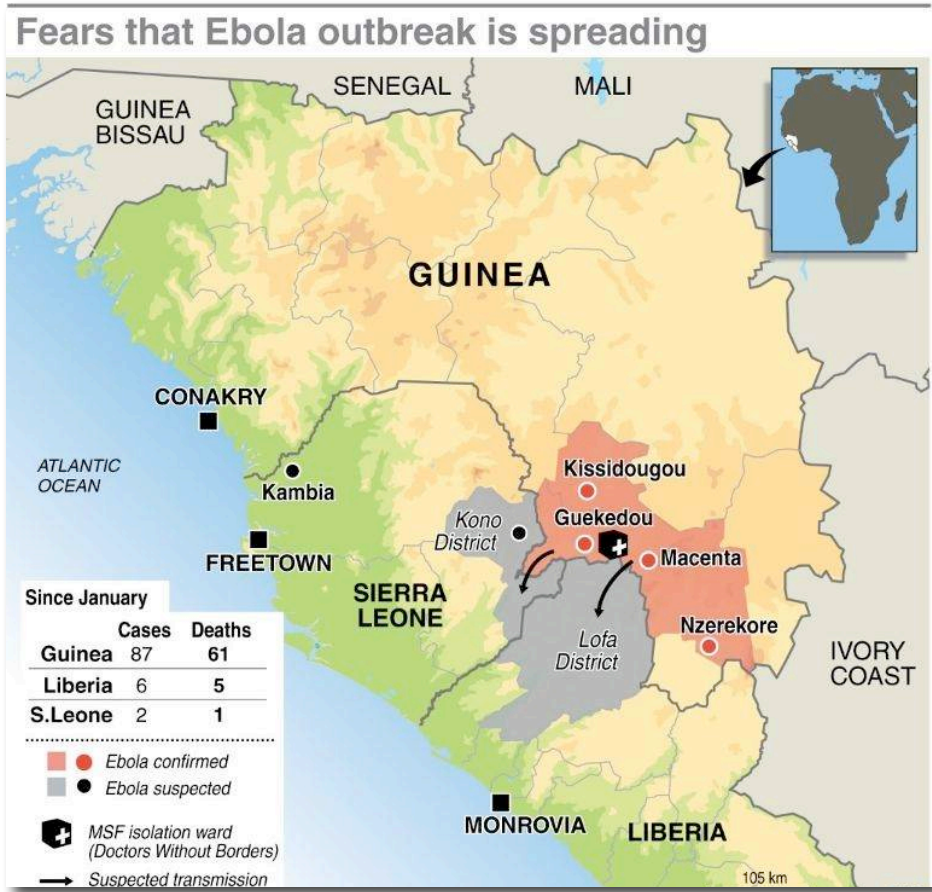 Fears that Ebola outbreak is spreading
SENEGAL
MALI
GUINEA
BISSAU
GUINEA
CONAKRY
ATLANTIC
OCEAN
Kambia
Kissidougou
Guekedou
Kono
District
Macenta
FREETOWN
SIERRA
LEONE
Nzerekore
Lofa
District
IVORY
COAST
Since January
Cases Deaths
Guinea 87 61
Liberia 6 5
S.Leone 2 1
Ebola confirmed
Ebola suspected
MSF isolation ward
(Doctors Without Borders)
Suspected transmission
MONROVIA
LIBERIA
105 km